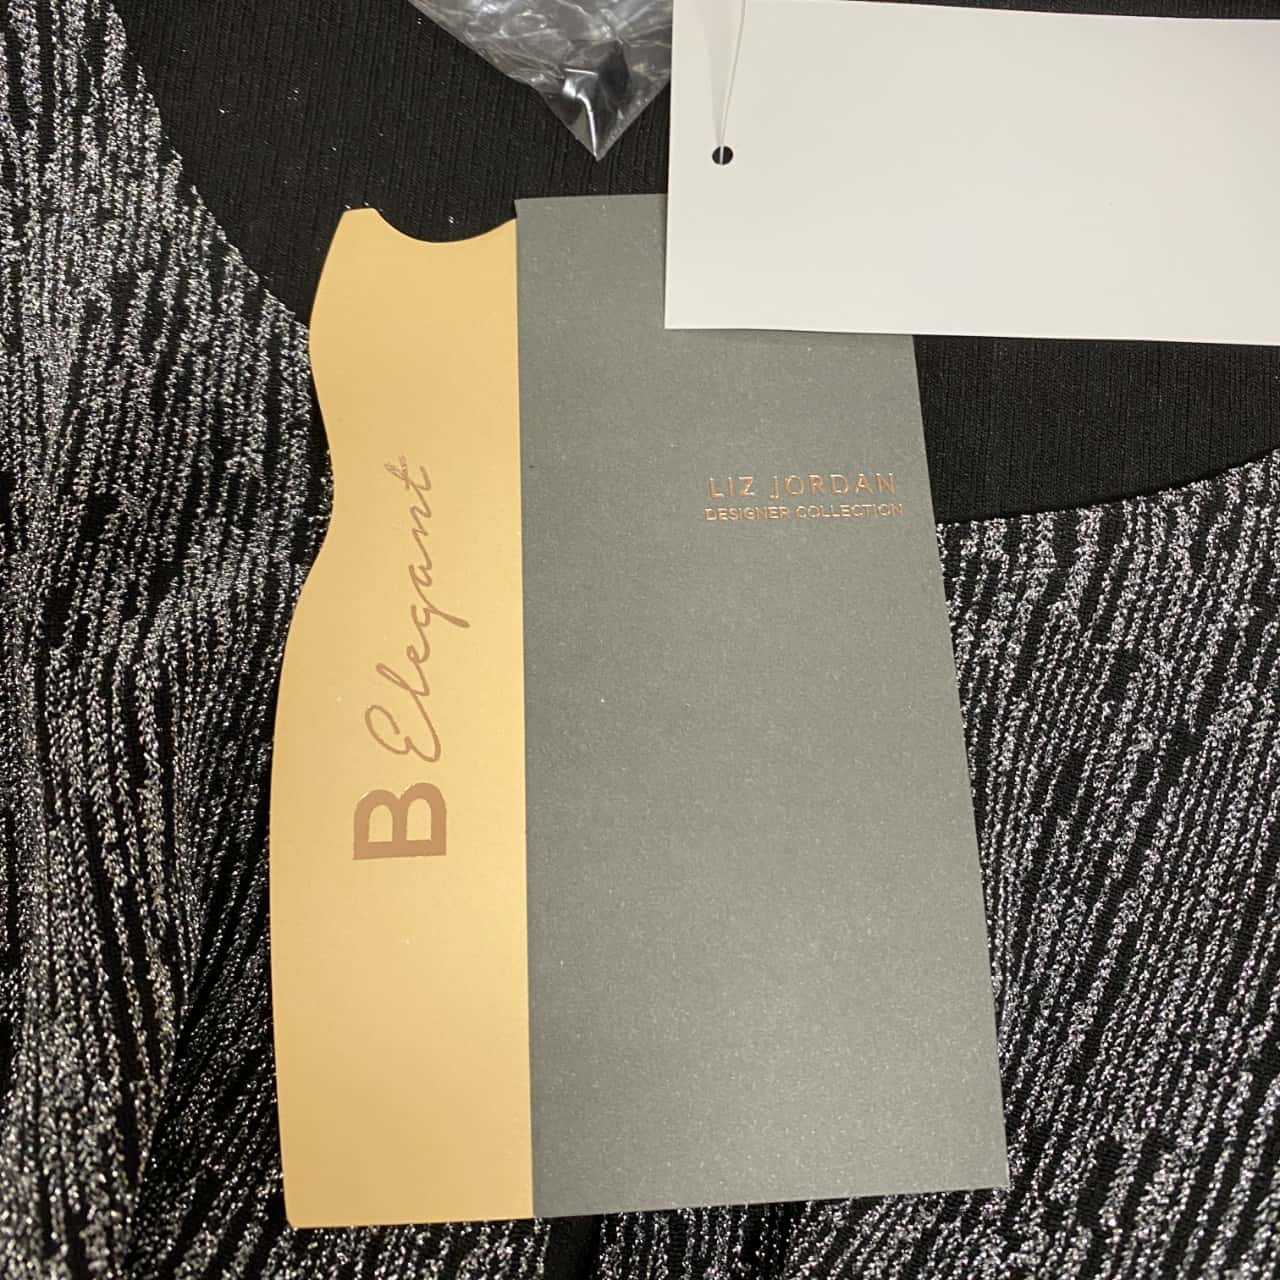 B Elegant
LIZ JORDAN
DESIGNER COLLECTION